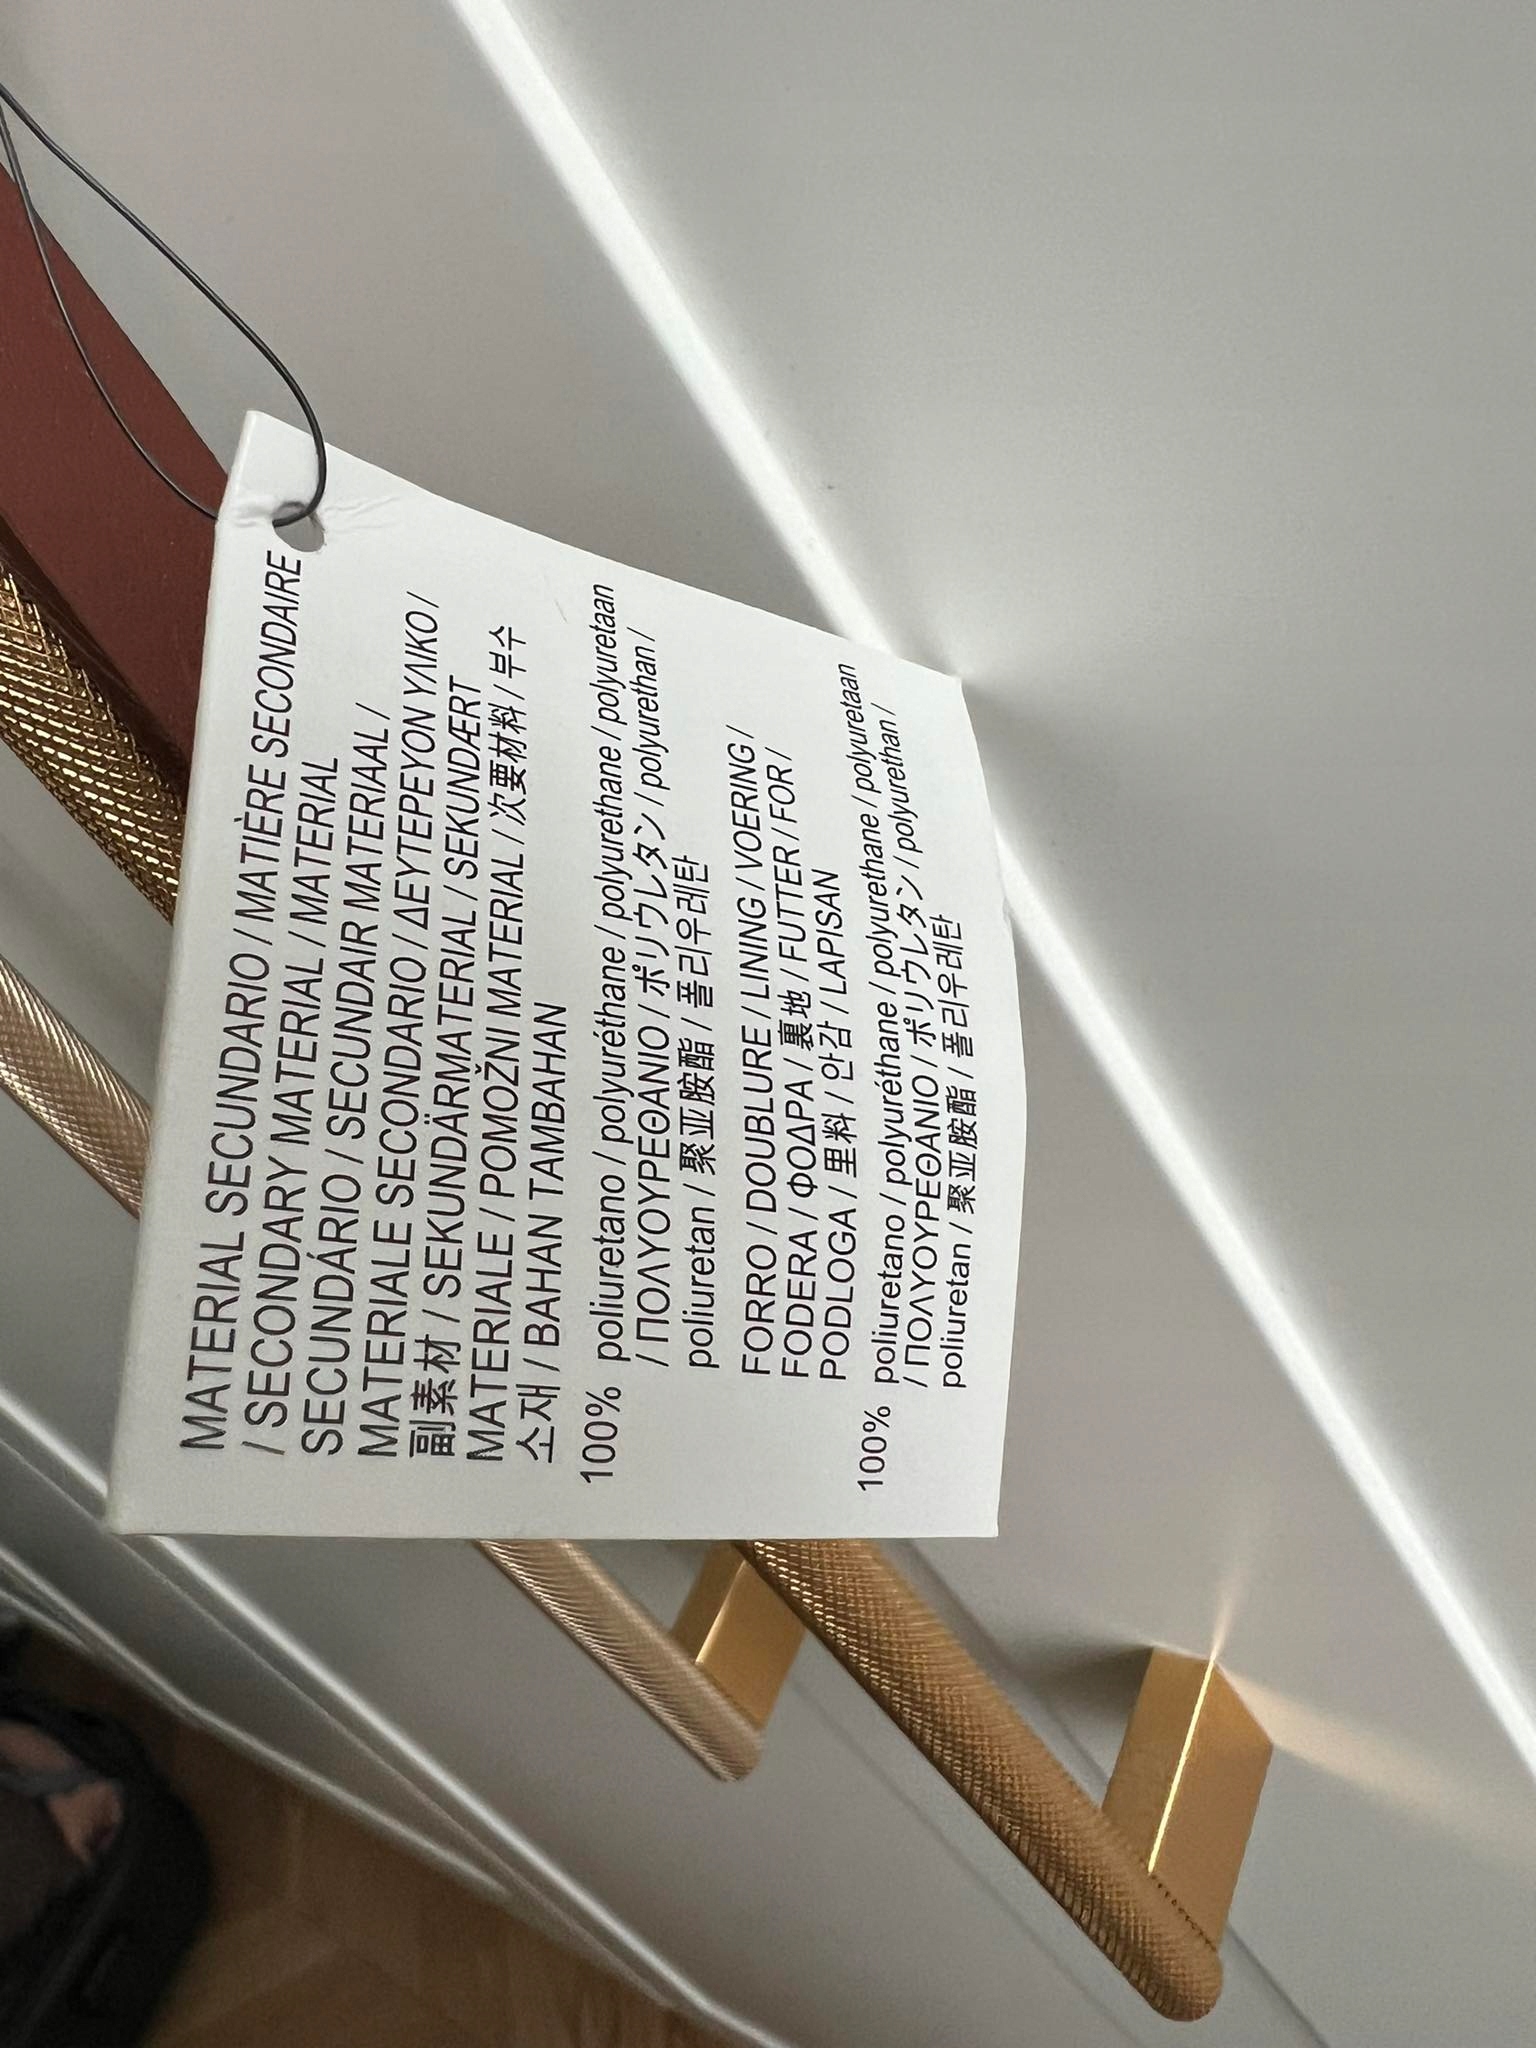 MATERIAL SECUNDARIO / MATIÈRE SECONDAIRE
/ SECONDARY MATERIAL / MATERIAL
SECUNDÁRIO / SECUNDAIR MATERIAAL /
MATERIALE SECONDARIO / ΔΕΥΤΕΡΕΥΟΝ ΥΛΙΚΟ /
副素材 / SEKUNDÄRMATERIAL / SEKUNDÆRT
MATERIALE / POMOŽNI MATERIAL / 次要材料 / 부수
소재 / BAHAN TAMBAHAN
100% poliuretano / polyuréthane / polyurethane / polyuretaan
/ ΠΟΛΥΟΥΡΕΘΑΝΙΟ / ポリウレタン / polyurethan /
poliuretan / 聚亚胺酯 / 폴리우레탄
FORRO / DOUBLURE / LINING / VOERING /
FODERA / ΦΟΔΡΑ / 裏地 / FUTTER / FOR /
PODLOGA / 里料 / 안감 / LAPISAN
100% poliuretano / polyuréthane / polyurethane / polyuretaan
/ ΠΟΛΥΟΥΡΕΘΑΝΙΟ / ポリウレタン / polyurethan /
poliuretan / 聚亚胺酯 / 폴리우레탄